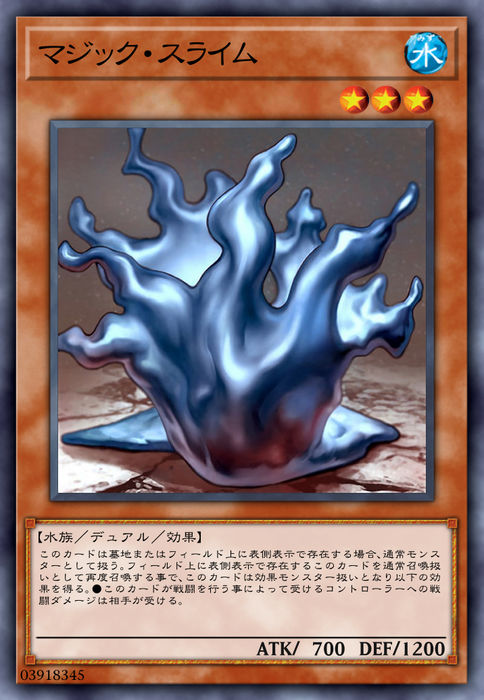 マジック・スライム
みず
水
【水族／デュアル／効果】
このカードは墓地またはフィールド上に表側表示で存在する場合、通常モンス
ターとして扱う。フィールド上に表側表示で存在するこのカードを通常召喚扱
いとして再度召喚する事で、このカードは効果モンスター扱いとなり以下の効
果を得る。●このカードが戦闘を行う事によって受けるコントローラーへの戦
闘ダメージは相手が受ける。
ATK/ 700 DEF/1200
03918345